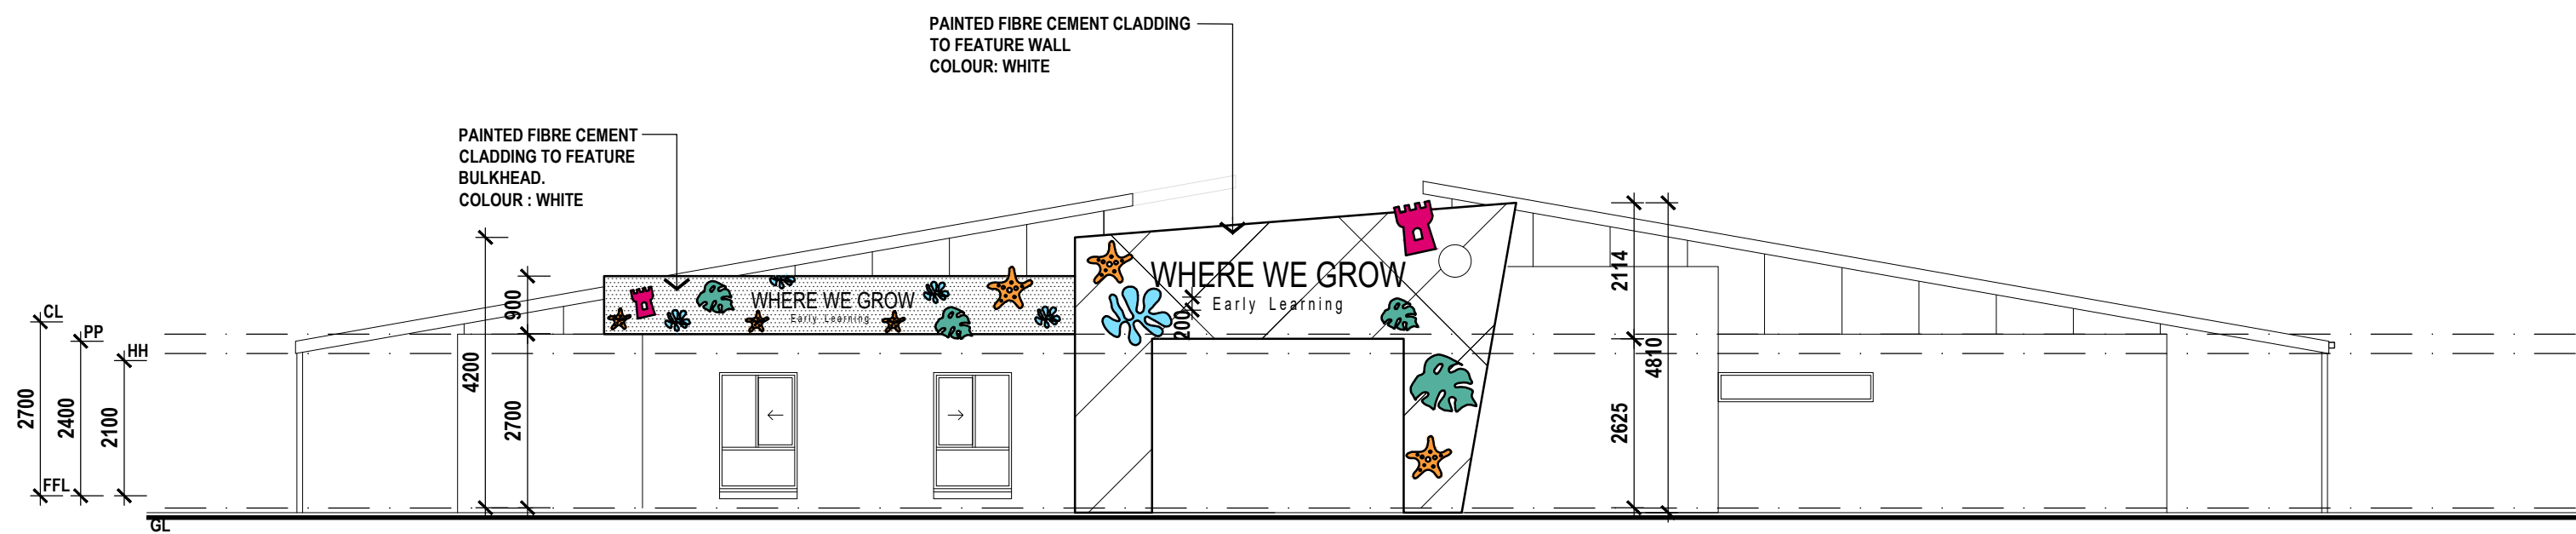 PAINTED FIBRE CEMENT CLADDING
TO FEATURE WALL
COLOUR: WHITE
PAINTED FIBRE CEMENT
CLADDING TO FEATURE
BULKHEAD.
COLOUR : WHITE
WHERE WE GROW
Early Learning
WHERE WE GROW
Early Learning
200
900
2700
4200
CL
PP
HH
2700
2400
2100
FFL
GL
2114
2625
4810